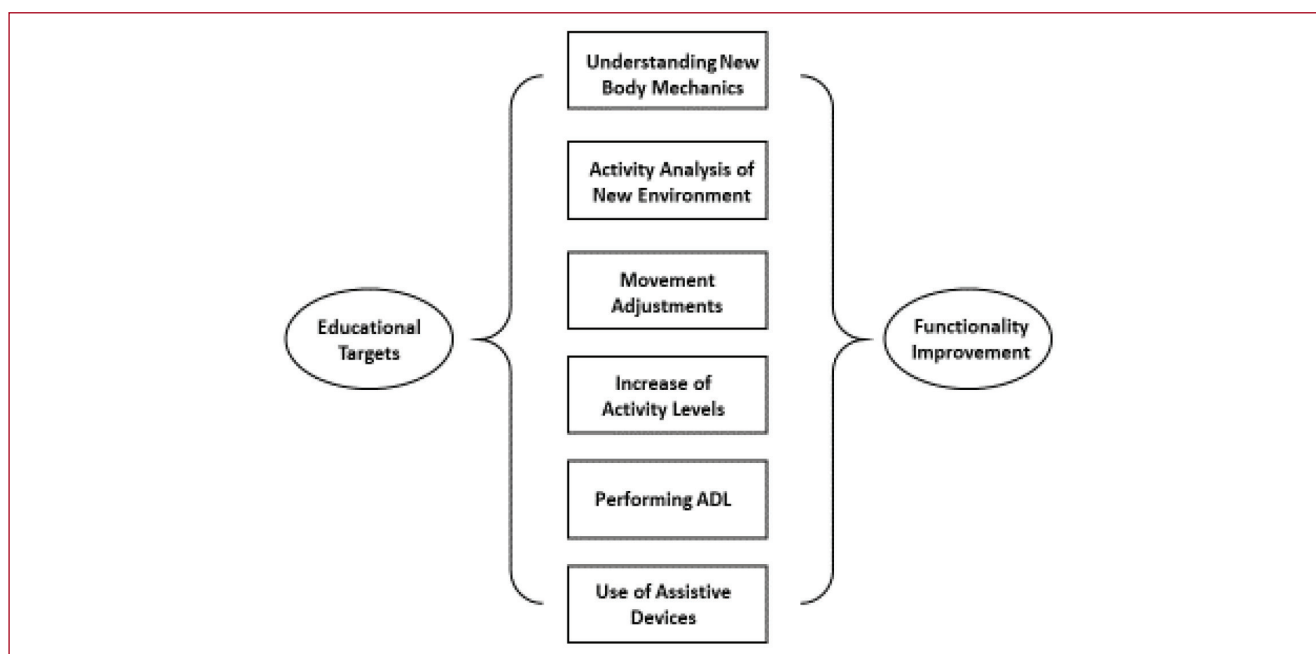 Educational
Targets
Understanding New
Body Mechanics
Activity Analysis of
New Environment
Movement
Adjustments
Increase of
Activity Levels
Performing ADL
Use of Assistive
Devices
Functionality
Improvement